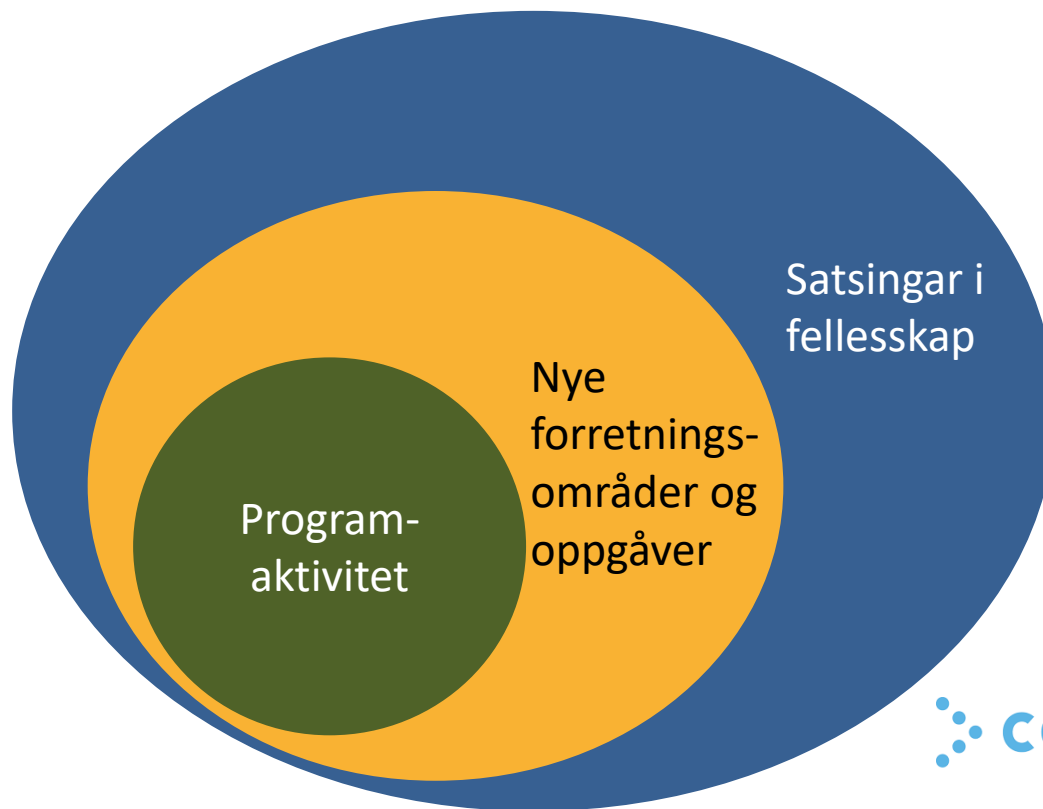 Satsingar i
fellesskap
Nye
forretnings-
områder og
oppgåver
Program-
aktivitet